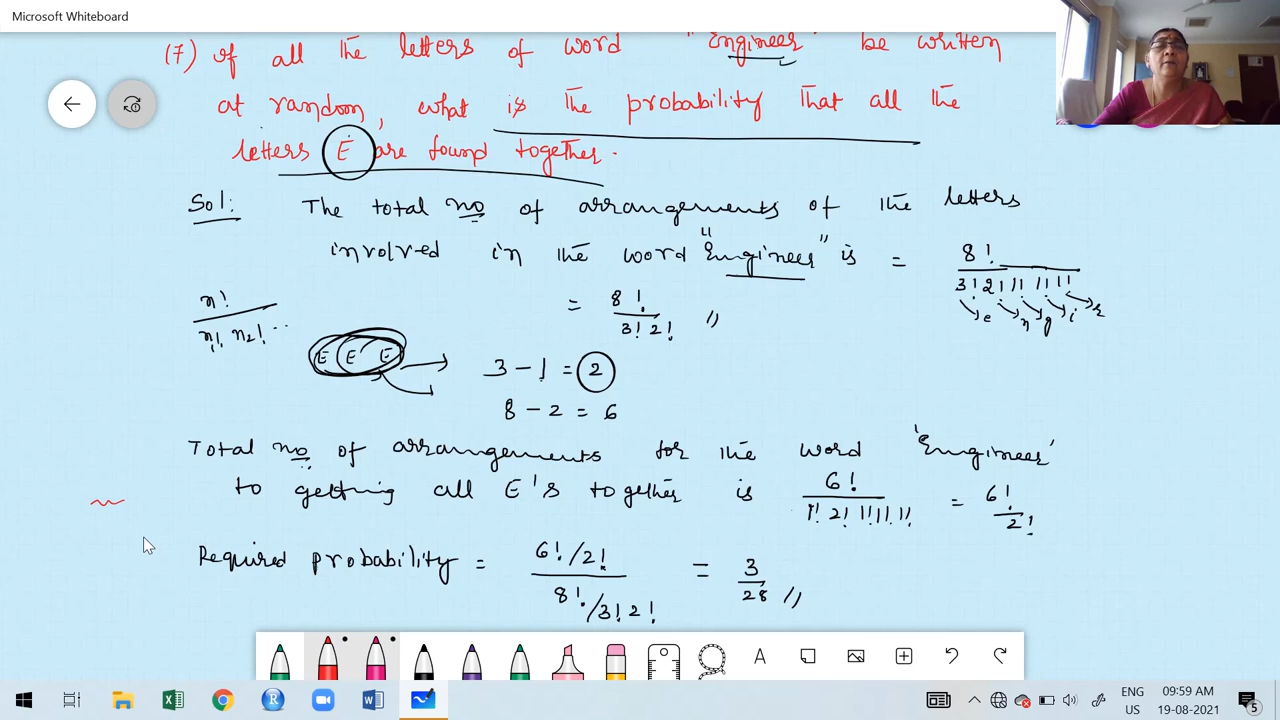 Microsoft Whiteboard
(7) of all the letters of word "Engineer" be written
at random, what is the probability that all the
letters E are found together.
Sol: The total no of arrangements of the letters
involved in the word "Engineer" is = 8! / 3! 2! 1! 1! 1!
e n g i r
n! / n1! n2! ..
= 8! / 3! 2! //
E E E
3 - 1 = 2
8 - 2 = 6
Total no of arrangements for the word 'Engineer'
to getting all E's together is 6! / 1! 2! 1! 1! 1! = 6! / 2!
Required probability = 6!/2! / 8!/3! 2! = 3 / 28 //
A
ENG
US
09:59 AM
19-08-2021
5